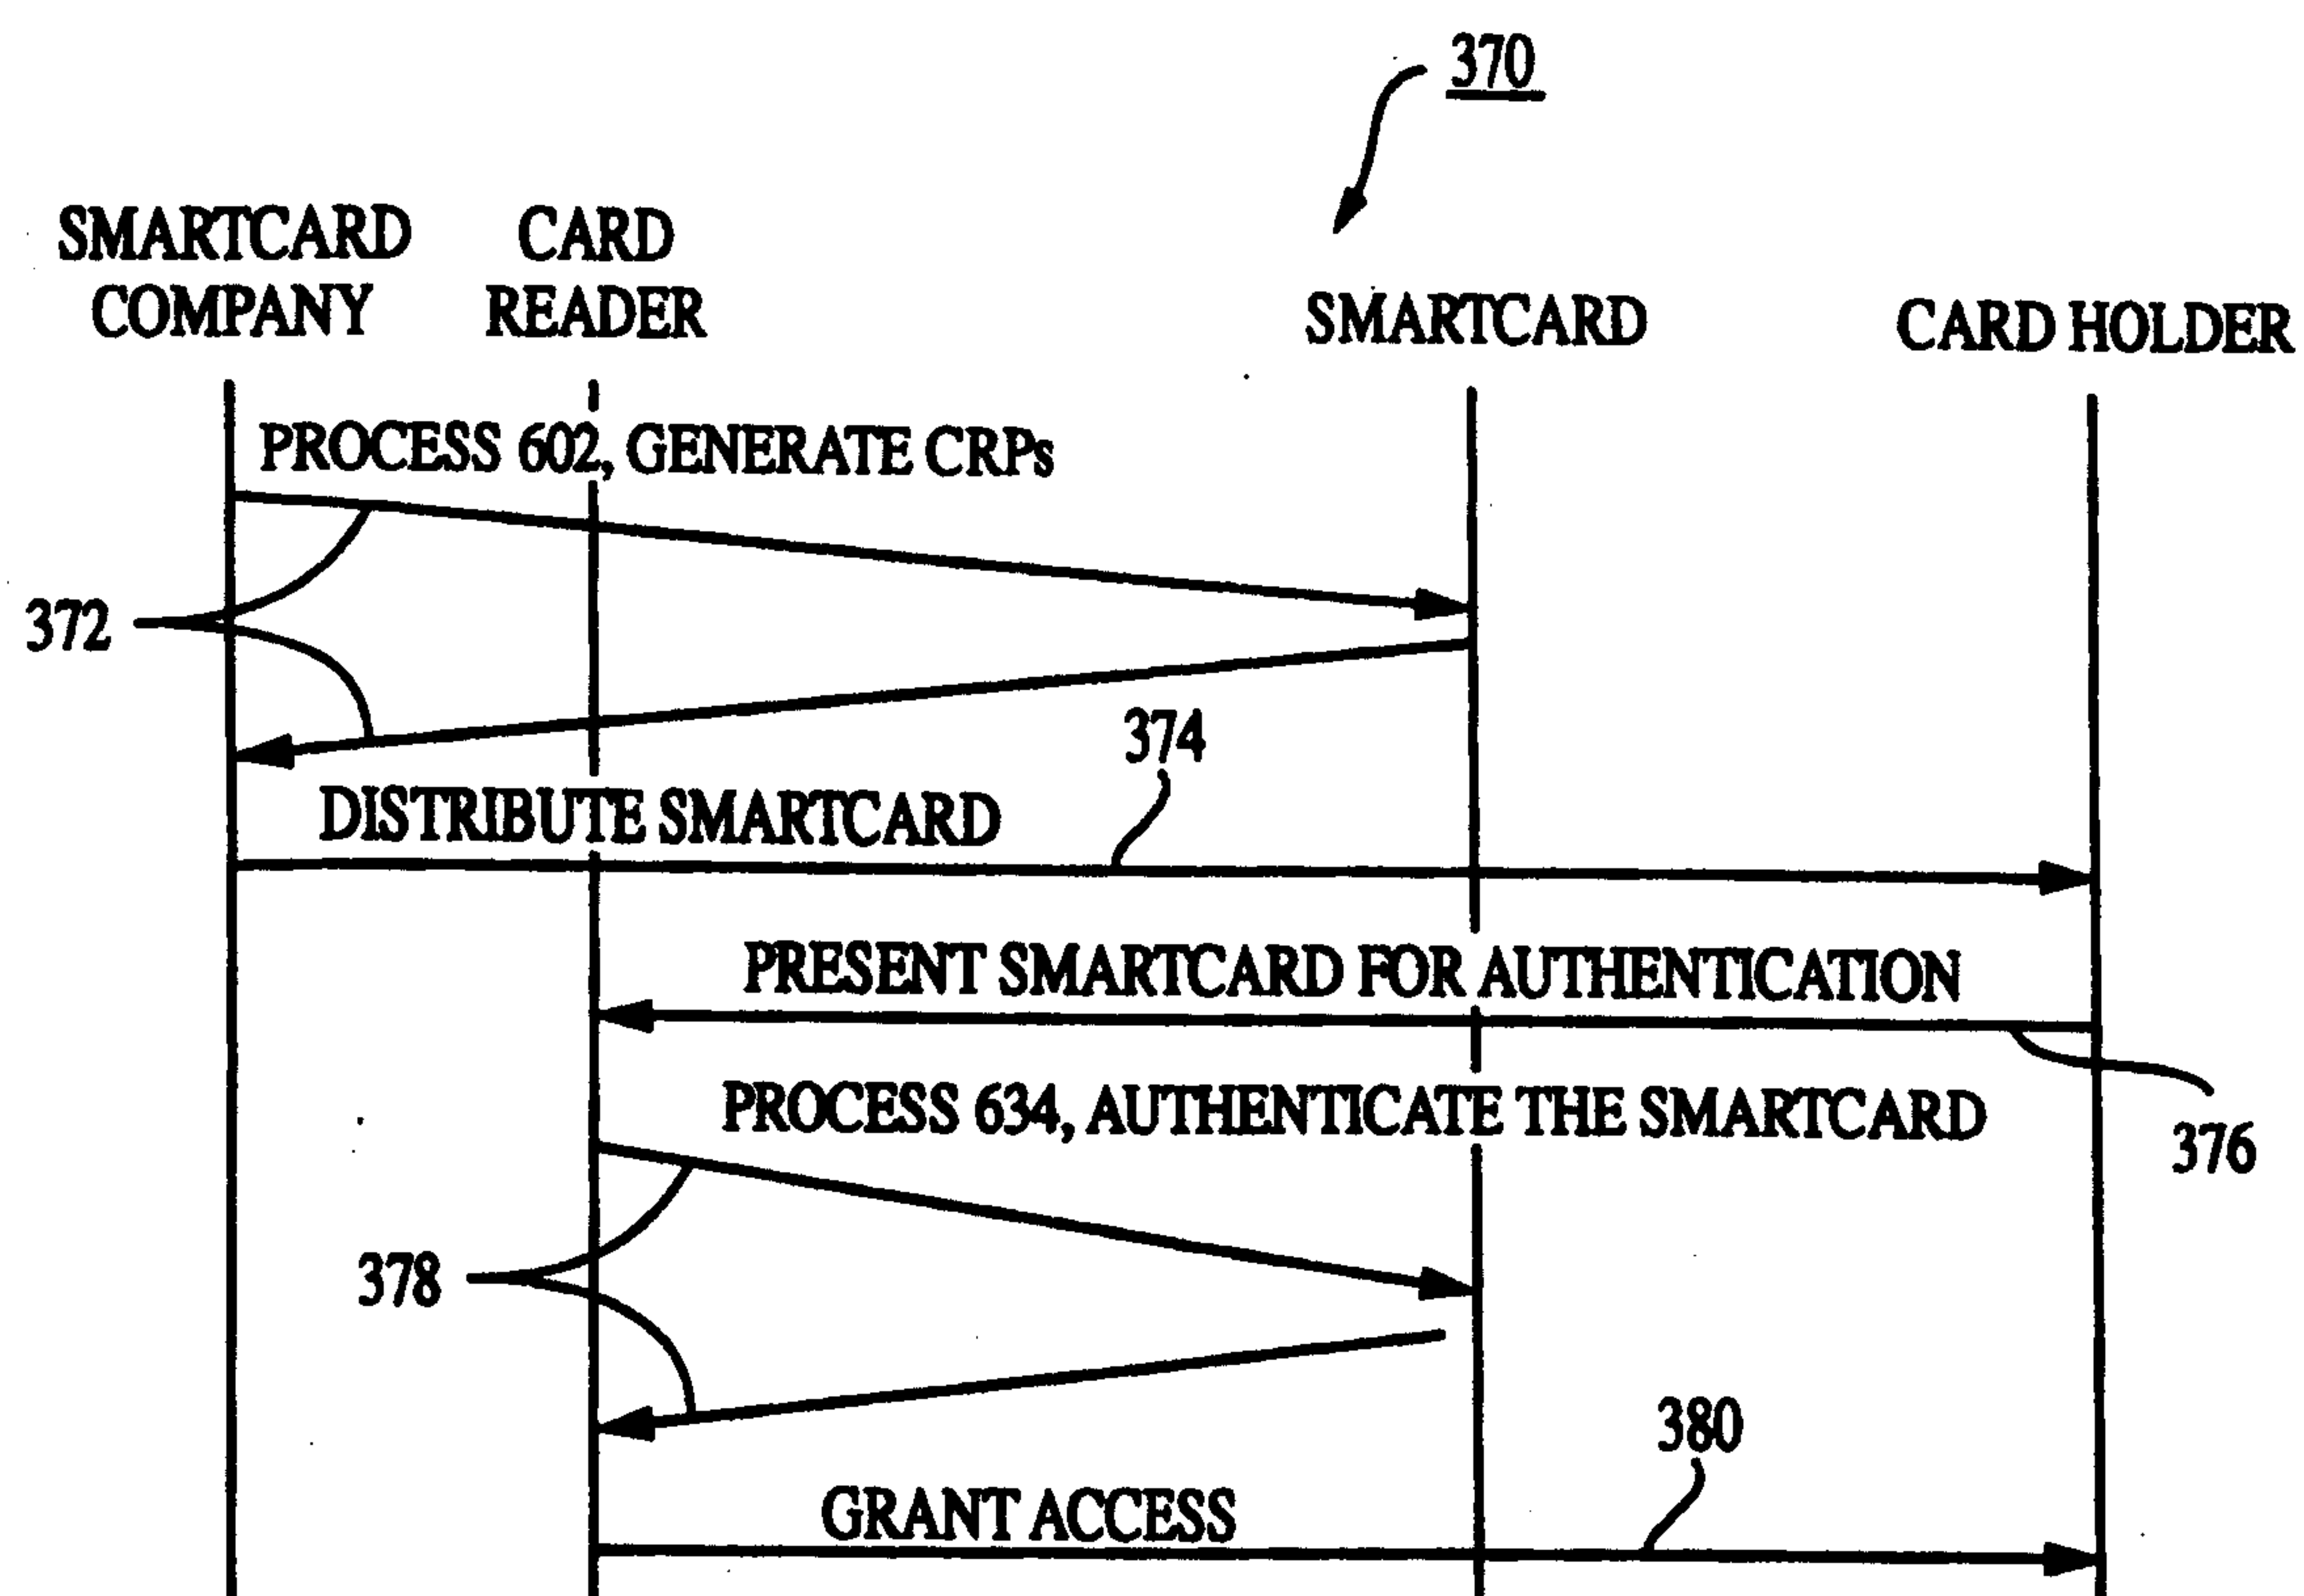 370
SMARTCARD
COMPANY
CARD
READER
SMARTCARD
CARD HOLDER
PROCESS 602, GENERATE CRPs
372
374
DISTRIBUTE SMARTCARD
PRESENT SMARTCARD FOR AUTHENTICATION
PROCESS 634, AUTHENTICATE THE SMARTCARD
376
378
380
GRANT ACCESS